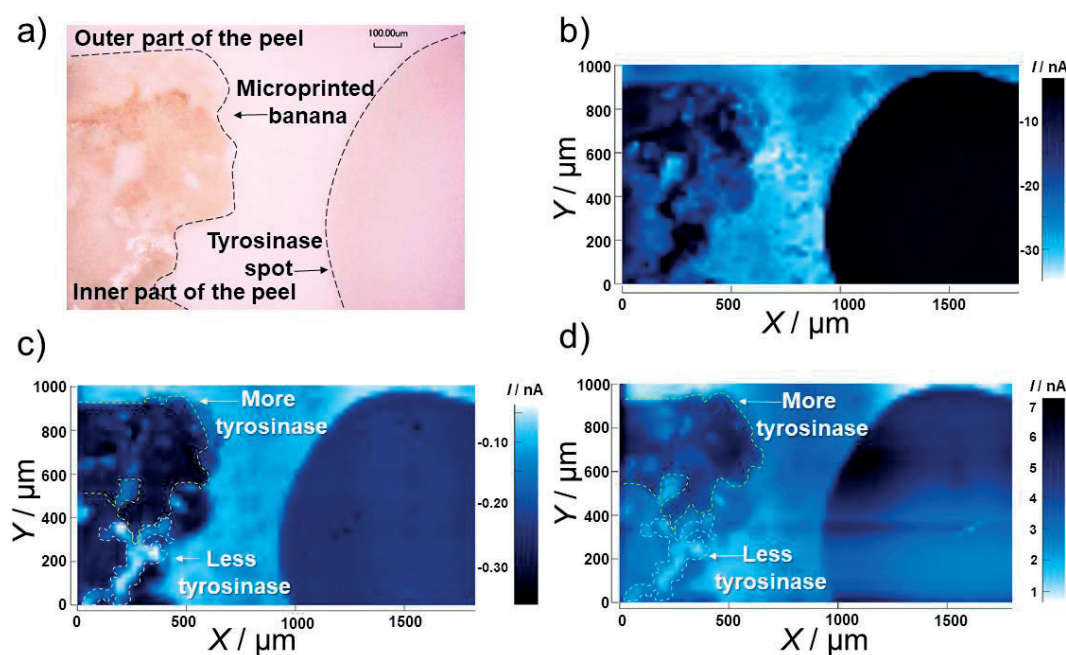 a)
Outer part of the peel
100.00um
Microprinted
banana
Tyrosinase
spot
Inner part of the peel
b)
I / nA
1000
800
600
400
200
0
Y / µm
0
500
1000
1500
X / µm
-10
-20
-30
c)
I / nA
1000
800
600
400
200
0
Y / µm
More
tyrosinase
Less
tyrosinase
0
500
1000
1500
X / µm
-0.10
-0.20
-0.30
d)
I / nA
1000
800
600
400
200
0
Y / µm
More
tyrosinase
Less
tyrosinase
0
500
1000
1500
X / µm
7
6
5
4
3
2
1